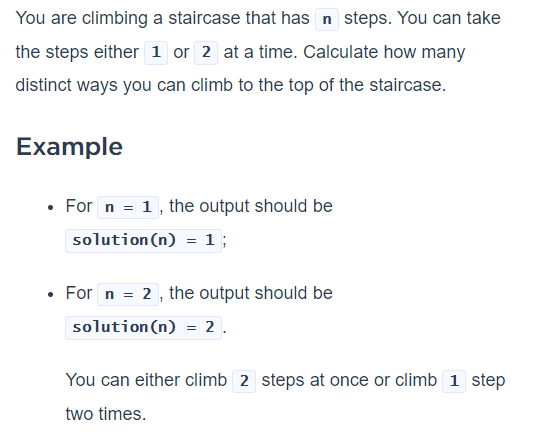 You are climbing a staircase that has n steps. You can take
the steps either 1 or 2 at a time. Calculate how many
distinct ways you can climb to the top of the staircase.
Example
• For n = 1, the output should be
solution(n) = 1;
• For n = 2, the output should be
solution(n) = 2.
You can either climb 2 steps at once or climb 1 step
two times.